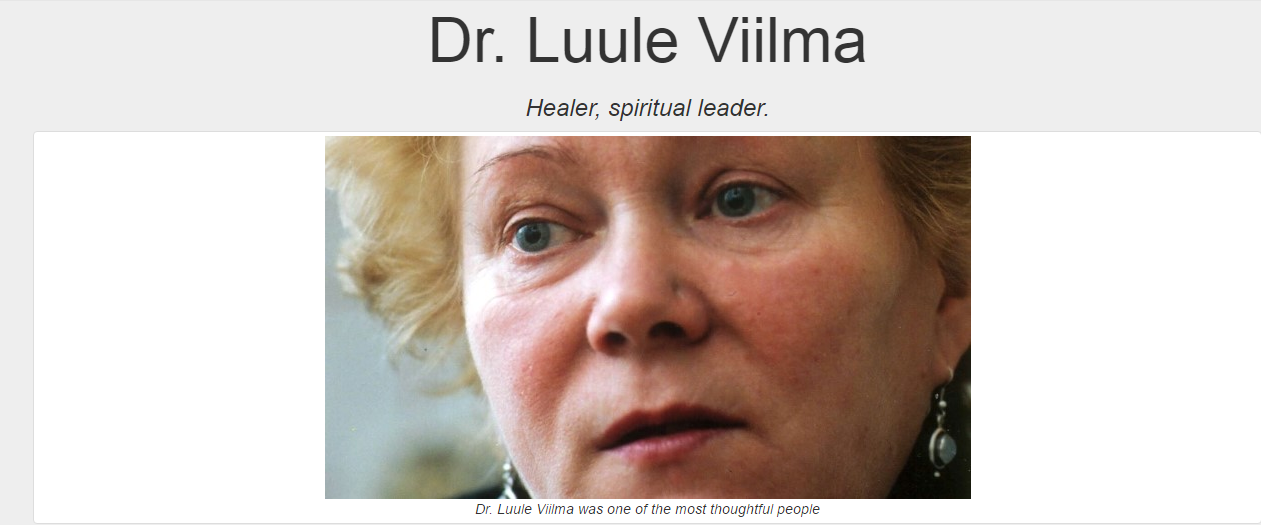 Dr. Luule Viilma
Healer, spiritual leader.
Dr. Luule Viilma was one of the most thoughtful people